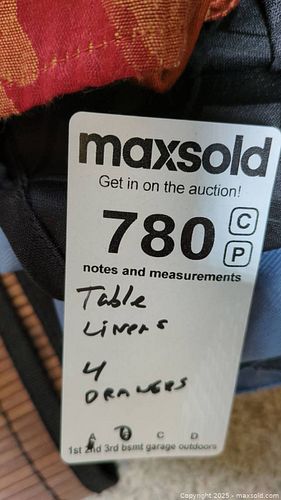 maxsold
Get in on the auction!
780 C
P
notes and measurements
Table
Linens
4
DRAWERS
A B C D
1st 2nd 3rd bsmt garage outdoors
Copyright 2025 - maxsold.com